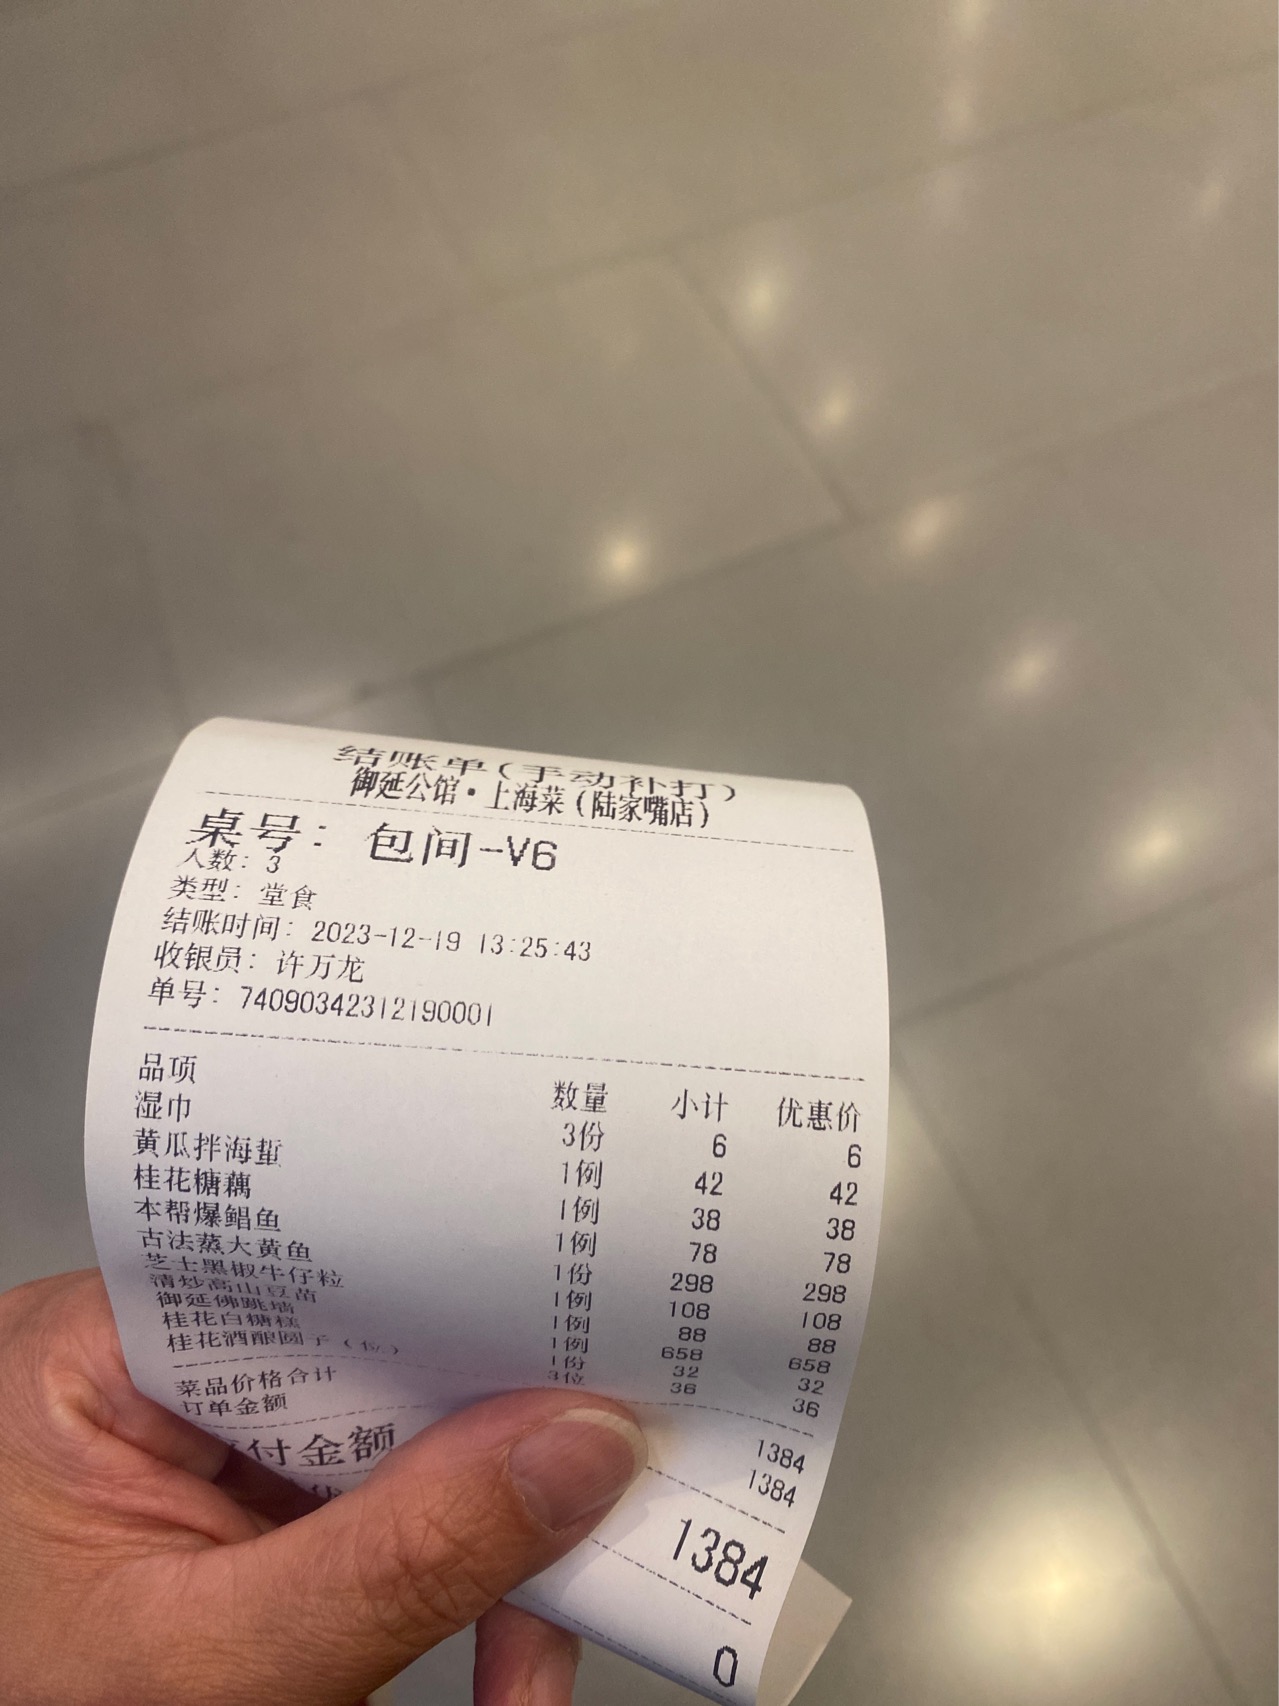 结账单(手动补打)
御延公馆·上海菜(陆家嘴店)
桌号: 包间-V6
人数: 3
类型: 堂食
结账时间: 2023-12-19 13:25:43
收银员: 许万龙
单号: 74090342312190001
品项 数量 小计 优惠价
湿巾 3份 6 6
黄瓜拌海蜇 1例 42 42
桂花糖藕 1例 38 38
本帮爆鲳鱼 1例 78 78
古法蒸大黄鱼 1份 298 298
芝士黑椒牛仔粒 1例 108 108
清炒高山豆苗 1例 88 88
御延佛跳墙 1例 658 658
桂花白糖糕 1份 32 32
桂花酒酿圆子(位) 3位 36 36
菜品价格合计 1384
订单金额 1384
付金额 1384
0